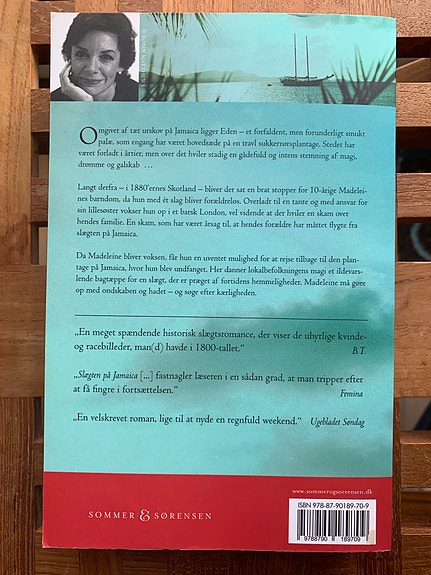 Omgivet af tæt urskov på Jamaica ligger Eden – et forfaldent, men forunderligt smukt
palæ, som engang har været hovedsæde på en travl sukkerrørsplantage. Stedet har
været forladt i årtier, men over det hviler stadig en gådefuld og intens stemning af magi,
drømme og galskab ...
Langt derfra – i 1880'ernes Skotland – bliver der sat en brat stopper for 10-årige Madelei-
nes barndom, da hun med ét slag bliver forældreløs. Overladt til en tante og med ansvar for
sin lillesøster vokser hun op i et barsk London, vel vidende at der hviler en skam over
hendes familie. En skam, som har været årsag til, at hendes forældre har måttet flygte fra
slægten på Jamaica.
Da Madeleine bliver voksen, får hun en uventet mulighed for at rejse tilbage til den plan-
tage på Jamaica, hvor hun blev undfanget. Her danner lokalbefolkningens magi et ildevars-
lende bagtæppe for en slægt, der er præget af fortidens hemmeligheder. Madeleine må gøre
op med ondskaben og hadet – og søge efter kærligheden.
„En meget spændende historisk slægtsromance, der viser de uhyrlige kvinde-
og racebilleder, man(d) havde i 1800-tallet.“
B.T.
„Slægten på Jamaica [...] fastnagler læseren i en sådan grad, at man tripper efter
at få fingre i fortsættelsen.“
Femina
„En velskrevet roman, lige til at nyde en regnfuld weekend.“ Ugebladet Søndag
www.sommerogsorensen.dk
SOMMER & SØRENSEN
ISBN 978-87-90189-70-9
9788790 189709